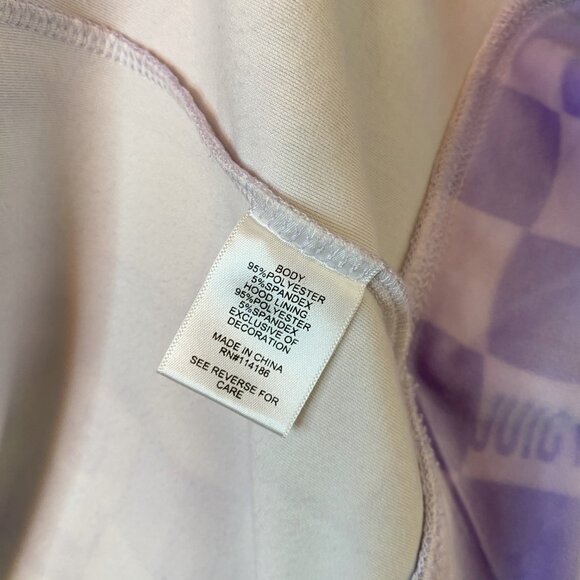 BODY
95%POLYESTER
5%SPANDEX
HOOD LINING
95%POLYESTER
5%SPANDEX
EXCLUSIVE OF
DECORATION
MADE IN CHINA
RN#114186
SEE REVERSE FOR
CARE